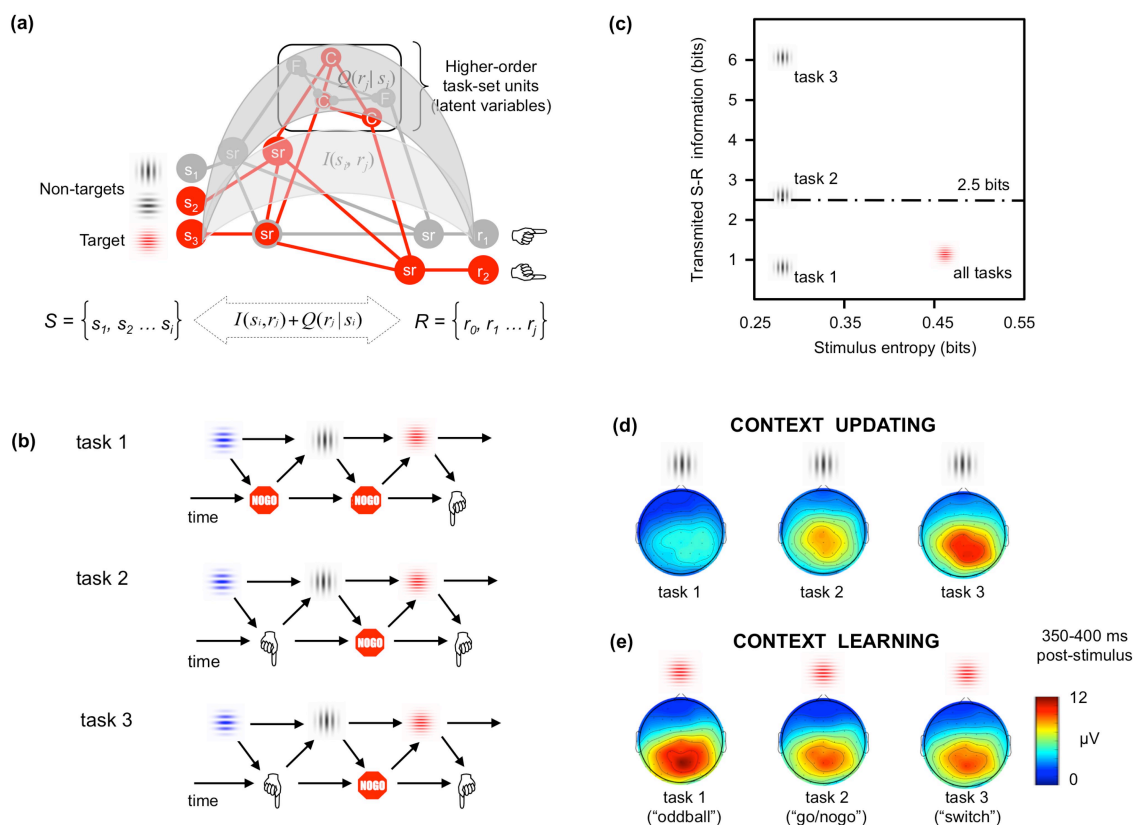 (a)
F
C
Q(rj| si)
F
C
C
Higher-order
task-set units
(latent variables)
sr
sr
I(si, rj)
s1
Non-targets
s2
Target
s3
sr
sr
r1
sr
r2
S = {s1, s2 ... si}
I(si,rj)+Q(rj|si)
R = {r0, r1 ... rj}
(b)
task 1
NOGO
NOGO
time
task 2
NOGO
time
task 3
NOGO
time
(c)
Transmited S-R information (bits)
6
5
4
3
2
1
task 3
task 2
2.5 bits
task 1
all tasks
0.25
0.35
0.45
0.55
Stimulus entropy (bits)
(d)
CONTEXT UPDATING
task 1
task 2
task 3
(e)
CONTEXT LEARNING
350-400 ms
post-stimulus
12
µV
0
task 1
("oddball")
task 2
("go/nogo")
task 3
("switch")